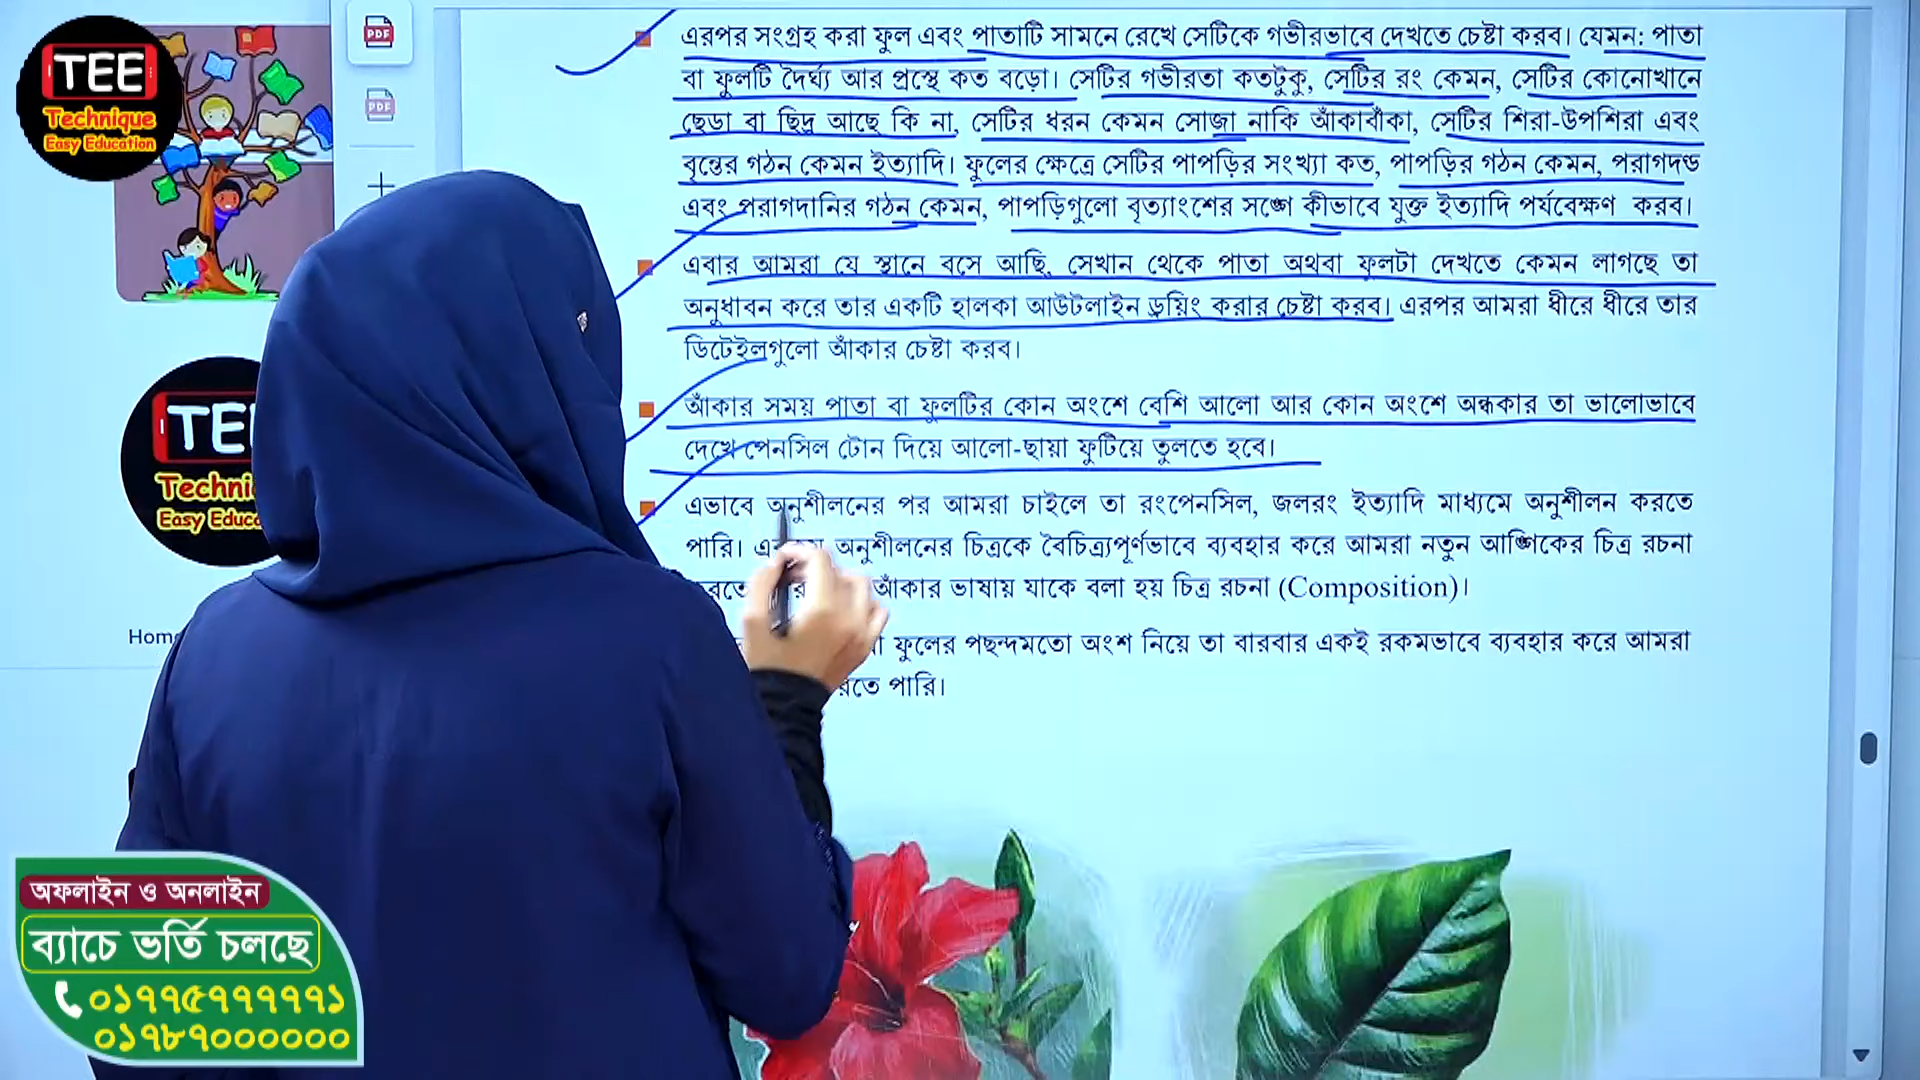 TEE
Technique
Easy Education
PDF
PDF
TE
Techni
Easy Educa
Home
এরপর সংগ্রহ করা ফুল এবং পাতাটি সামনে রেখে সেটিকে গভীরভাবে দেখতে চেষ্টা করব। যেমন: পাতা
বা ফুলটি দৈর্ঘ্য আর প্রস্থে কত বড়ো। সেটির গভীরতা কতটুকু, সেটির রং কেমন, সেটির কোনোখানে
ছেড়া বা ছিদ্র আছে কি না, সেটির ধরন কেমন সোজা নাকি আঁকাবাঁকা, সেটির শিরা-উপশিরা এবং
বৃন্তের গঠন কেমন ইত্যাদি। ফুলের ক্ষেত্রে সেটির পাপড়ির সংখ্যা কত, পাপড়ির গঠন কেমন, পরাগদণ্ড
এবং পরাগদানির গঠন কেমন, পাপড়িগুলো বৃত্যাংশের সঙ্গে কীভাবে যুক্ত ইত্যাদি পর্যবেক্ষণ করব।
এবার আমরা যে স্থানে বসে আছি, সেখান থেকে পাতা অথবা ফুলটা দেখতে কেমন লাগছে তা
অনুধাবন করে তার একটি হালকা আউটলাইন ড্রয়িং করার চেষ্টা করব। এরপর আমরা ধীরে ধীরে তার
ডিটেইলগুলো আঁকার চেষ্টা করব।
আঁকার সময় পাতা বা ফুলটির কোন অংশে বেশি আলো আর কোন অংশে অন্ধকার তা ভালোভাবে
দেখে পেনসিল টোন দিয়ে আলো-ছায়া ফুটিয়ে তুলতে হবে।
এভাবে অনুশীলনের পর আমরা চাইলে তা রংপেনসিল, জলরং ইত্যাদি মাধ্যমে অনুশীলন করতে
পারি। অনুশীলনের চিত্রকে বৈচিত্র্যপূর্ণভাবে ব্যবহার করে আমরা নতুন আঙ্গিকের চিত্র রচনা
আঁকার ভাষায় যাকে বলা হয় চিত্র রচনা (Composition)।
ফুলের পছন্দমতো অংশ নিয়ে তা বারবার একই রকমভাবে ব্যবহার করে আমরা
পারি।
অফলাইন ও অনলাইন
ব্যাচে ভর্তি চলছে
০১৭৭৫৭৭৭৭৭১
০১৭৮৭০০০০০০